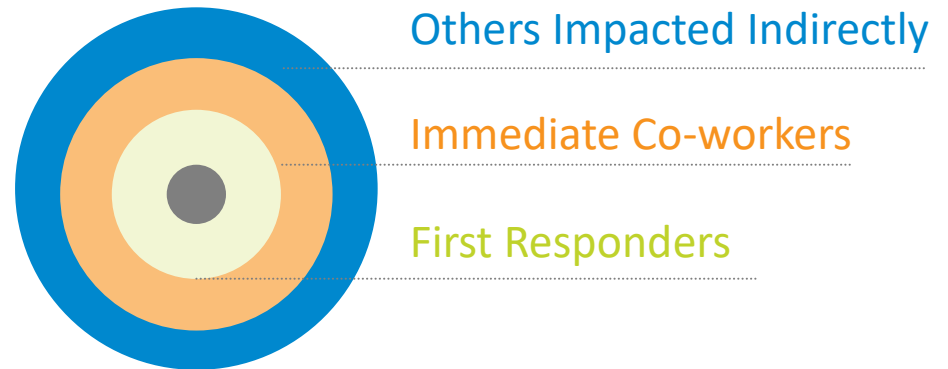 Others Impacted Indirectly
Immediate Co-workers
First Responders